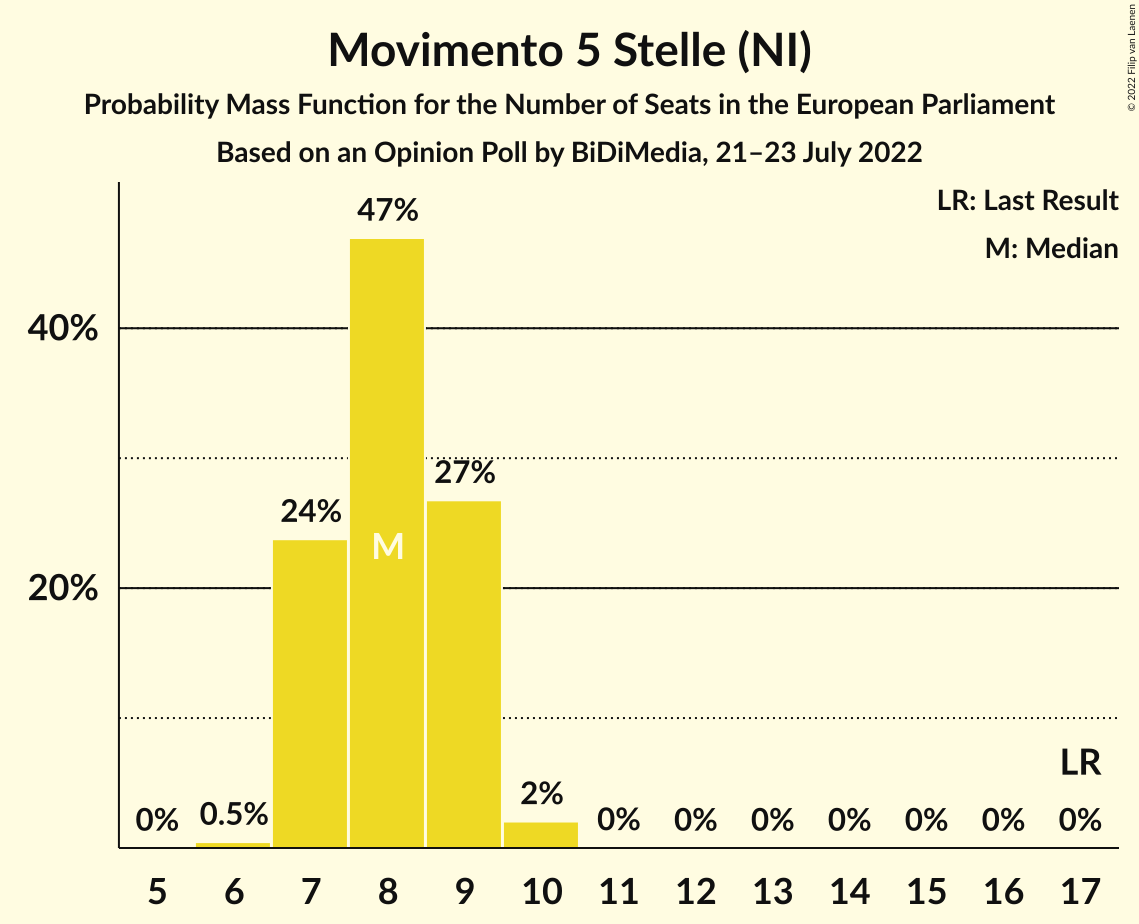 Movimento 5 Stelle (NI)
Probability Mass Function for the Number of Seats in the European Parliament
Based on an Opinion Poll by BiDiMedia, 21–23 July 2022
© 2022 Filip van Laenen
LR: Last Result
M: Median
40%
20%
0%
0.5%
24%
47%
M
27%
2%
0%
0%
0%
0%
0%
0%
LR
0%
5 6 7 8 9 10 11 12 13 14 15 16 17